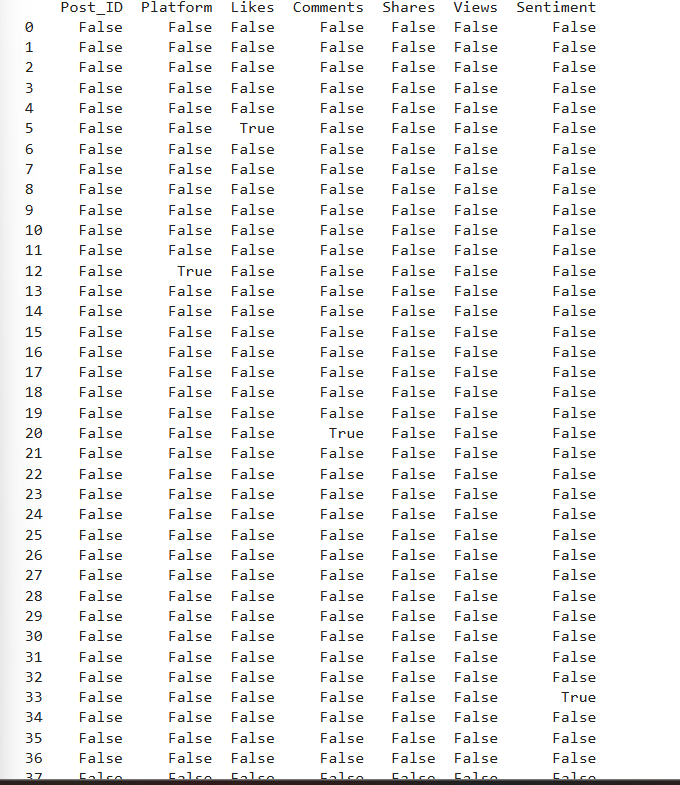 Post_ID Platform Likes Comments Shares Views Sentiment
0 False False False False False False False
1 False False False False False False False
2 False False False False False False False
3 False False False False False False False
4 False False False False False False False
5 False False True False False False False
6 False False False False False False False
7 False False False False False False False
8 False False False False False False False
9 False False False False False False False
10 False False False False False False False
11 False False False False False False False
12 False True False False False False False
13 False False False False False False False
14 False False False False False False False
15 False False False False False False False
16 False False False False False False False
17 False False False False False False False
18 False False False False False False False
19 False False False False False False False
20 False False False True False False False
21 False False False False False False False
22 False False False False False False False
23 False False False False False False False
24 False False False False False False False
25 False False False False False False False
26 False False False False False False False
27 False False False False False False False
28 False False False False False False False
29 False False False False False False False
30 False False False False False False False
31 False False False False False False False
32 False False False False False False False
33 False False False False False False True
34 False False False False False False False
35 False False False False False False False
36 False False False False False False False
37 False False False False False False False